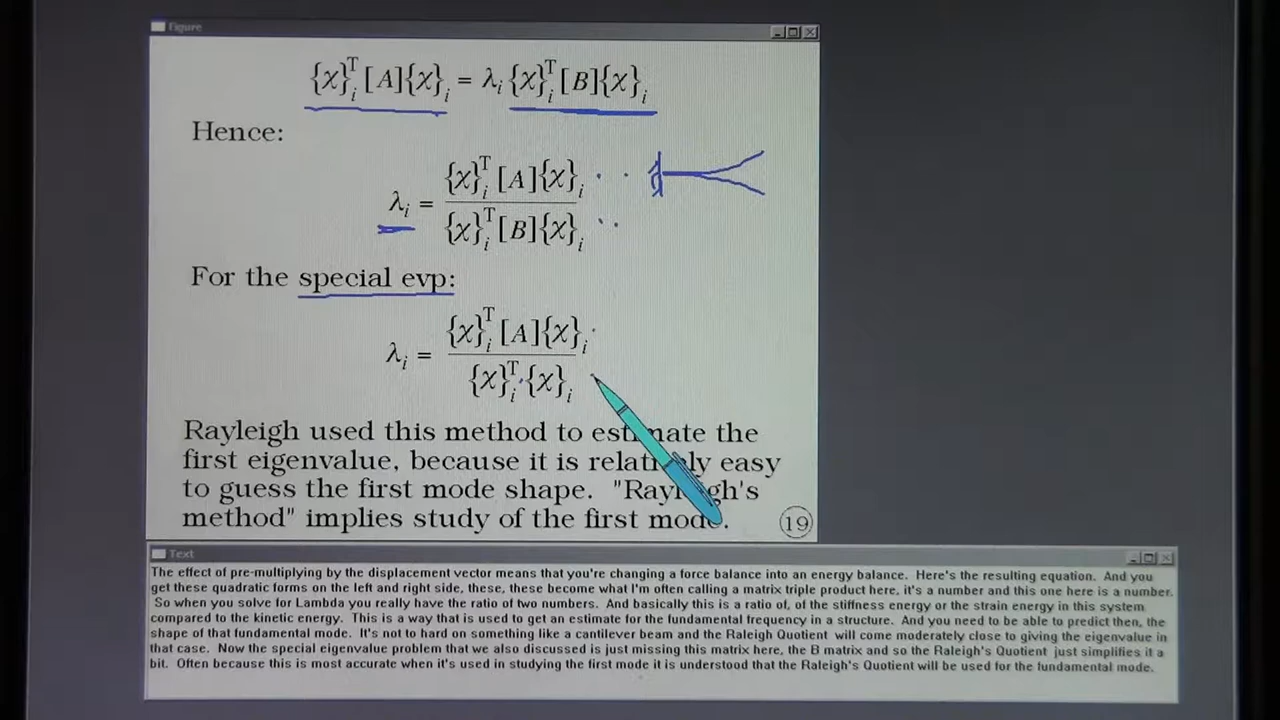 Figure
{χ}ᵢᵀ [A]{χ}ᵢ = λᵢ {χ}ᵢᵀ [B]{χ}ᵢ
Hence:
λᵢ = {χ}ᵢᵀ [A]{χ}ᵢ / {χ}ᵢᵀ [B]{χ}ᵢ
For the special evp:
λᵢ = {χ}ᵢᵀ [A]{χ}ᵢ / {χ}ᵢᵀ {χ}ᵢ
Rayleigh used this method to estimate the
first eigenvalue, because it is relatively easy
to guess the first mode shape. "Rayleigh's
method" implies study of the first mode.
19
Text
The effect of pre-multiplying by the displacement vector means that you're changing a force balance into an energy balance. Here's the resulting equation. And you
get these quadratic forms on the left and right side, these, these become what I'm often calling a matrix triple product here, it's a number and this one here is a number.
So when you solve for Lambda you really have the ratio of two numbers. And basically this is a ratio of, of the stiffness energy or the strain energy in this system
compared to the kinetic energy. This is a way that is used to get an estimate for the fundamental frequency in a structure. And you need to be able to predict then, the
shape of that fundamental mode. It's not to hard on something like a cantilever beam and the Raleigh Quotient will come moderately close to giving the eigenvalue in
that case. Now the special eigenvalue problem that we also discussed is just missing this matrix here, the B matrix and so the Raleigh's Quotient just simplifies it a
bit. Often because this is most accurate when it's used in studying the first mode it is understood that the Raleigh's Quotient will be used for the fundamental mode.